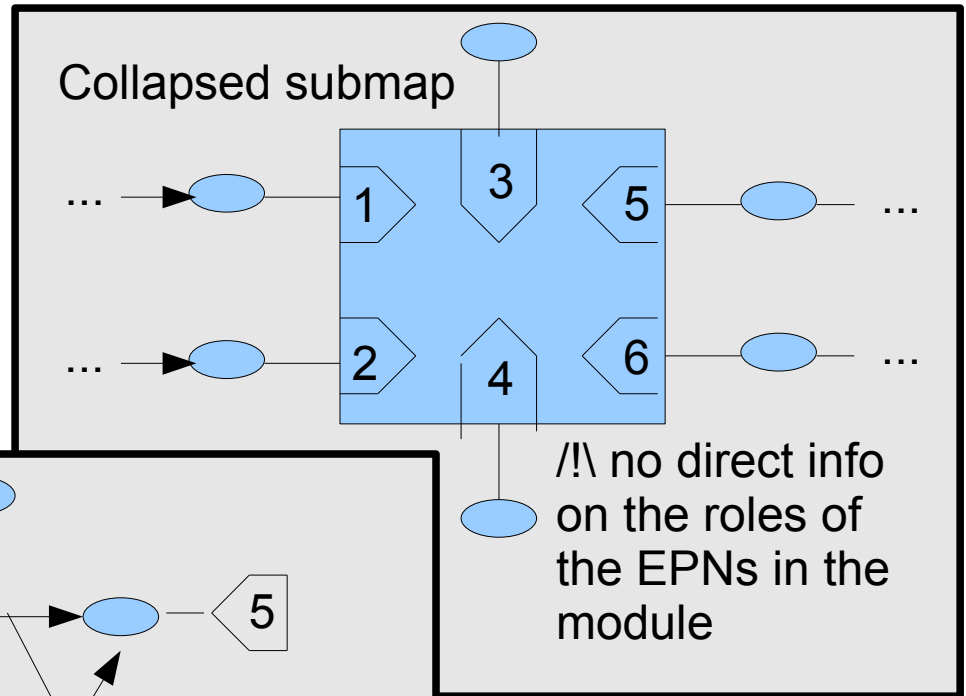 Collapsed submap
3
... 1 5 ...
... 2 4 6 ...
/!\ no direct info
on the roles of
the EPNs in the
module
5